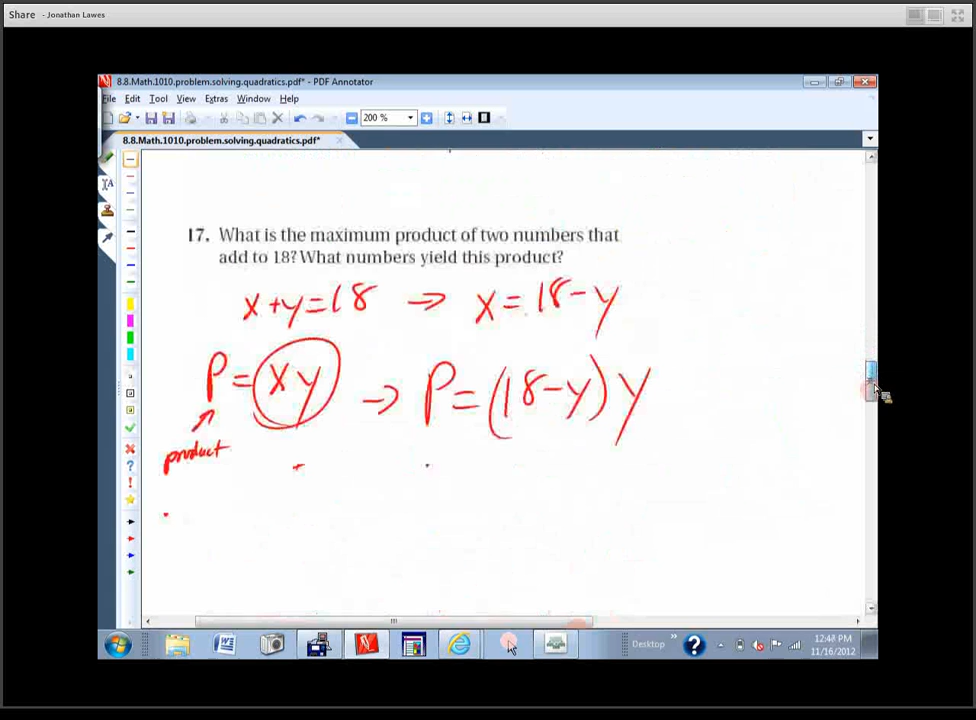 Share - Jonathan Lawes
8.8.Math.1010.problem.solving.quadratics.pdf* - PDF Annotator
File Edit Tool View Extras Window Help
200 %
8.8.Math.1010.problem.solving.quadratics.pdf*
17. What is the maximum product of two numbers that
add to 18? What numbers yield this product?
x+y=18 → x=18-y
P=xy → P=(18-y)y
product
Desktop
12:47 PM
11/16/2012